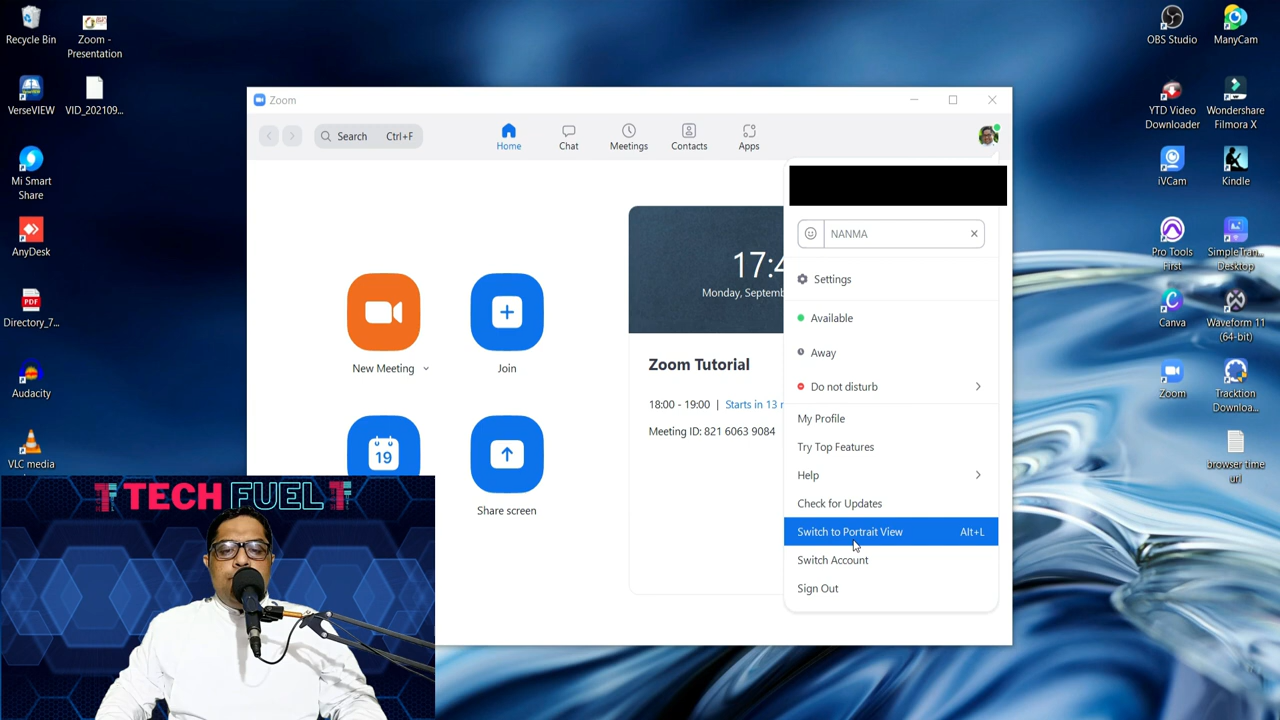 Recycle Bin
Zoom -
Presentation
VerseVIEW
VID_202109...
Mi Smart
Share
AnyDesk
PDF
Directory_7...
Audacity
VLC media
OBS Studio
ManyCam
YTD Video
Downloader
Wondershare
Filmora X
iVCam
Kindle
Pro Tools
First
SimpleTran...
Desktop
Canva
Waveform 11
(64-bit)
Zoom
Tracktion
Downloa...
browser time
url
Zoom
Search Ctrl+F
Home
Chat
Meetings
Contacts
Apps
New Meeting
Join
19
Share screen
17:4
Monday, Septemb
Zoom Tutorial
18:00 - 19:00 | Starts in 13
Meeting ID: 821 6063 9084
NANMA
Settings
Available
Away
Do not disturb
My Profile
Try Top Features
Help
Check for Updates
Switch to Portrait View Alt+L
Switch Account
Sign Out
TECH FUEL